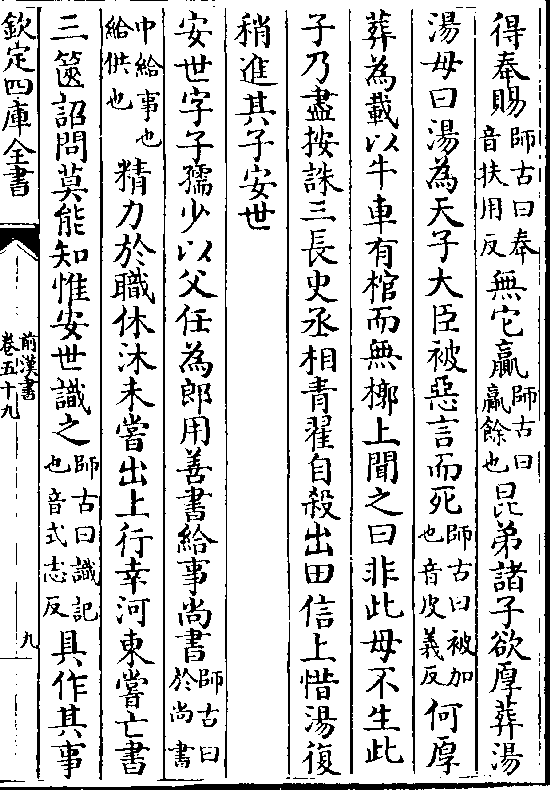 得奉賜師古曰奉音扶用反無它贏師古曰贏餘也昆弟諸子欲厚葬湯
湯母曰湯為天子大臣被惡言而死師古曰被加也音皮義反何厚
葬為載以牛車有棺而無槨上聞之曰非此母不生此
子乃盡按誅三長史丞相青翟自殺出田信上惜湯復
稍進其子安世
安世字子孺少以父任為郎用善書給事尚書師古曰於尚書
中給事也給供也精力於職休沐未嘗出上行幸河東嘗亡書
三篋詔問莫能知惟安世識之師古曰識記也音式志反具作其事
欽定四庫全書
前漢書
卷五十九
九